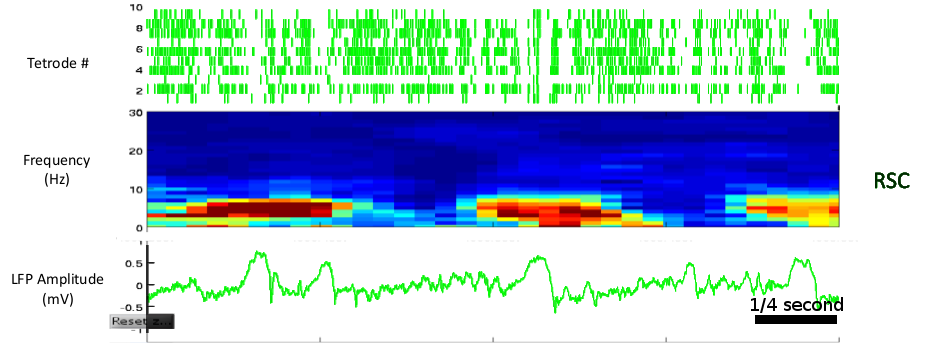 10
8
Tetrode #
6
4
2
30
Frequency
(Hz)
20
10
0
RSC
LFP Amplitude
(mV)
0.5
0
-0.5
1/4 second
Reset z...
-1